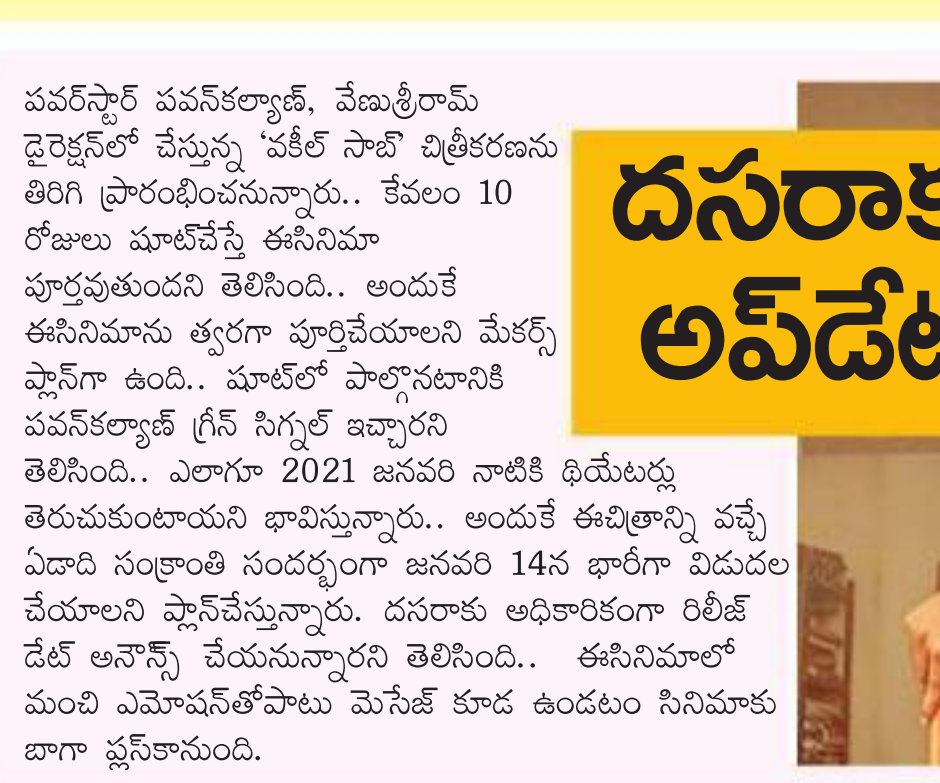 పవర్‌స్టార్ పవన్‌కల్యాణ్, వేణుశ్రీరామ్
డైరెక్షన్‌లో చేస్తున్న ‘వకీల్ సాబ్’ చిత్రీకరణను
తిరిగి ప్రారంభించనున్నారు.. కేవలం 10
రోజులు షూట్‌చేస్తే ఈసినిమా
పూర్తవుతుందని తెలిసింది.. అందుకే
ఈసినిమాను త్వరగా పూర్తిచేయాలని మేకర్స్
ప్లాన్‌గా ఉంది.. షూట్‌లో పాల్గొనటానికి
పవన్‌కల్యాణ్ గ్రీన్ సిగ్నల్ ఇచ్చారని
తెలిసింది.. ఎలాగూ 2021 జనవరి నాటికి థియేటర్లు
తెరుచుకుంటాయని భావిస్తున్నారు.. అందుకే ఈచిత్రాన్ని వచ్చే
ఏడాది సంక్రాంతి సందర్భంగా జనవరి 14న భారీగా విడుదల
చేయాలని ప్లాన్‌చేస్తున్నారు. దసరాకు అధికారికంగా రిలీజ్
డేట్ అనౌన్స్ చేయనున్నారని తెలిసింది.. ఈసినిమాలో
మంచి ఎమోషన్‌తోపాటు మెసేజ్ కూడ ఉండటం సినిమాకు
బాగా ప్లస్‌కానుంది.
దసరాక
అప్‌డేట